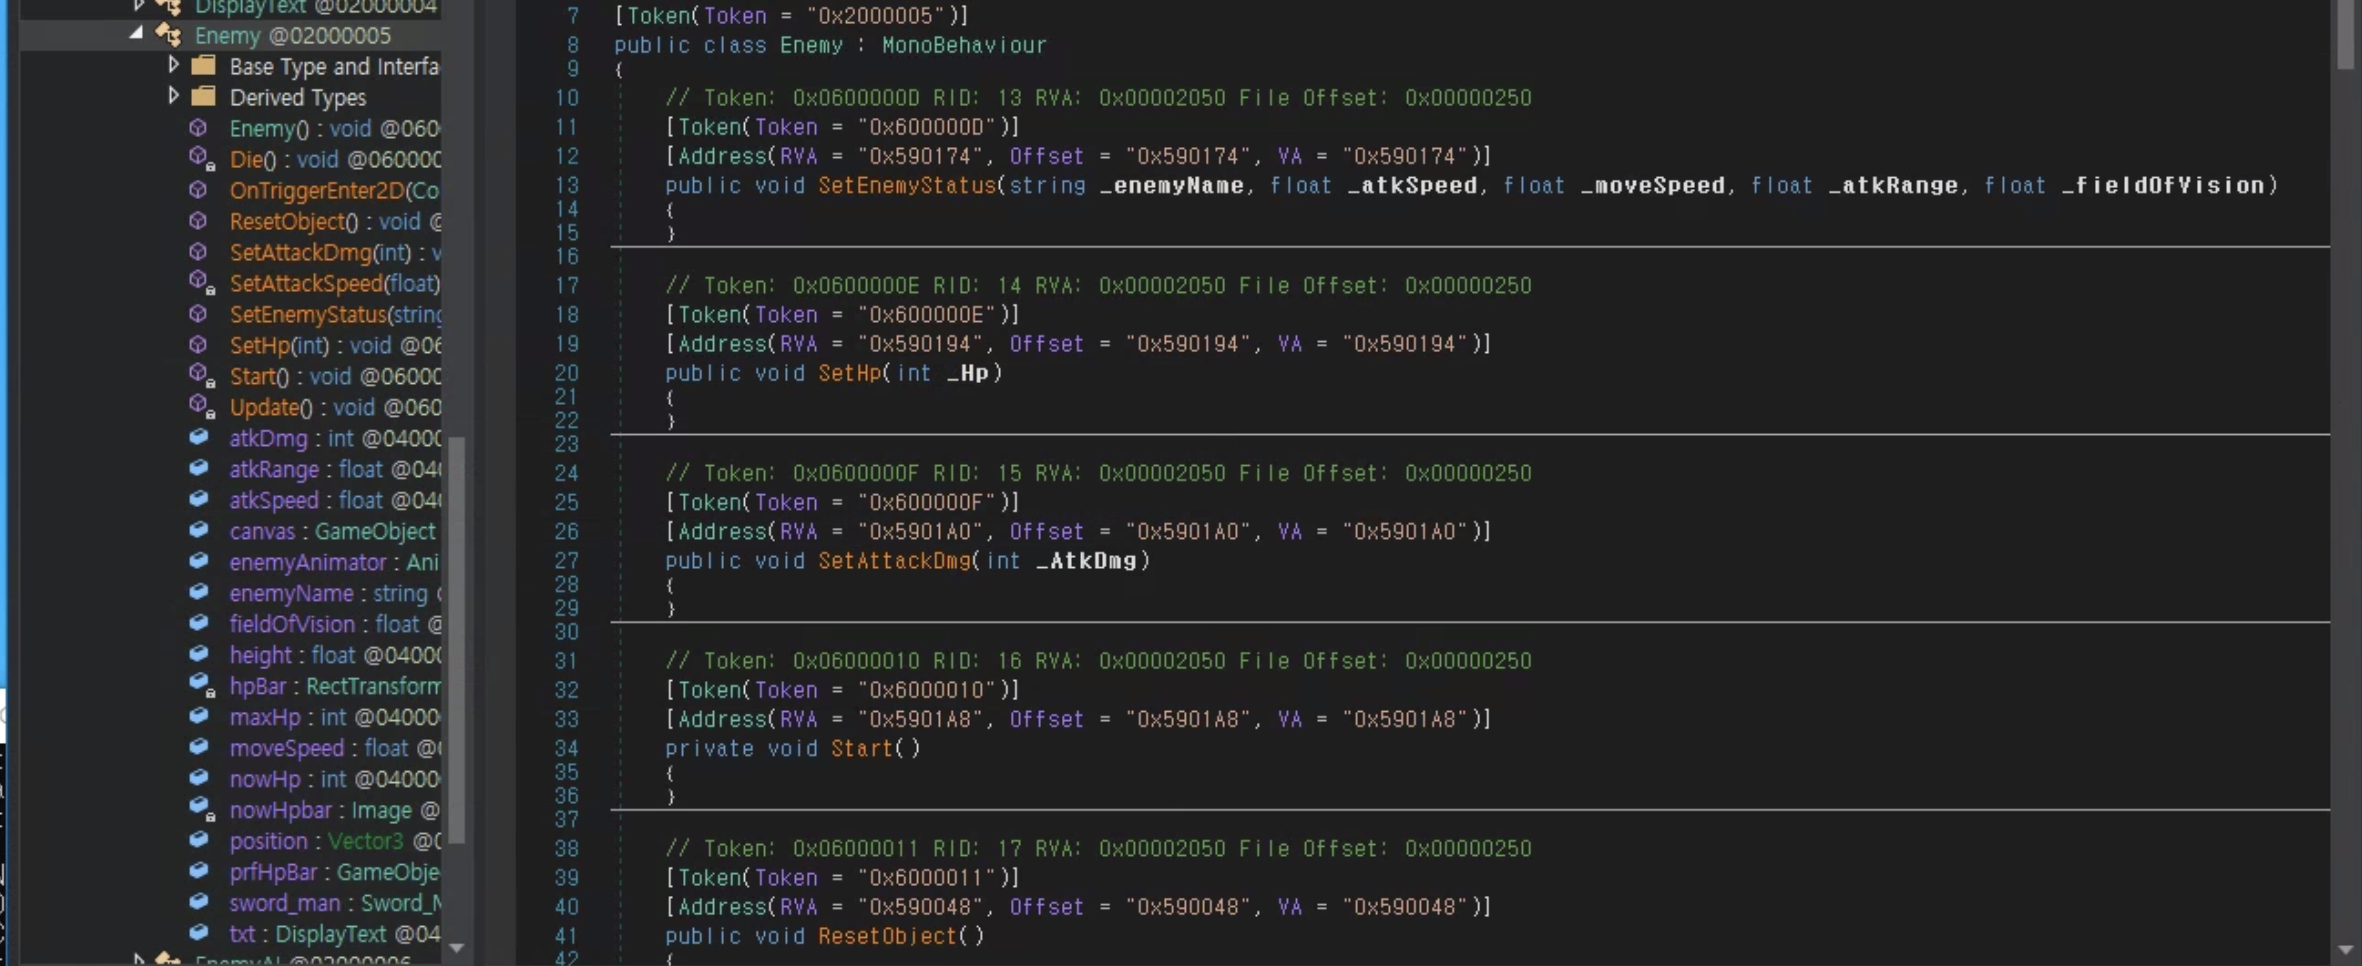 DisplayText @02000004
Enemy @02000005
Base Type and Interfa
Derived Types
Enemy() : void @060
Die() : void @06000
OnTriggerEnter2D(Co
ResetObject() : void @
SetAttackDmg(int) : v
SetAttackSpeed(float)
SetEnemyStatus(string
SetHp(int) : void @06
Start() : void @06000
Update() : void @060
atkDmg : int @04000
atkRange : float @040
atkSpeed : float @040
canvas : GameObject
enemyAnimator : Ani
enemyName : string
fieldOfVision : float @
height : float @04000
hpBar : RectTransform
maxHp : int @04000
moveSpeed : float @0
nowHp : int @04000
nowHpbar : Image @
position : Vector3 @0
prfHpBar : GameObje
sword_man : Sword_M
txt : DisplayText @04
EnemyAI @02000006
7 [Token(Token = "0x2000005")]
8 public class Enemy : MonoBehaviour
9 {
10 // Token: 0x0600000D RID: 13 RVA: 0x00002050 File Offset: 0x00000250
11 [Token(Token = "0x600000D")]
12 [Address(RVA = "0x590174", Offset = "0x590174", VA = "0x590174")]
13 public void SetEnemyStatus(string _enemyName, float _atkSpeed, float _moveSpeed, float _atkRange, float _fieldOfVision)
14 {
15 }
16
17 // Token: 0x0600000E RID: 14 RVA: 0x00002050 File Offset: 0x00000250
18 [Token(Token = "0x600000E")]
19 [Address(RVA = "0x590194", Offset = "0x590194", VA = "0x590194")]
20 public void SetHp(int _Hp)
21 {
22 }
23
24 // Token: 0x0600000F RID: 15 RVA: 0x00002050 File Offset: 0x00000250
25 [Token(Token = "0x600000F")]
26 [Address(RVA = "0x5901A0", Offset = "0x5901A0", VA = "0x5901A0")]
27 public void SetAttackDmg(int _AtkDmg)
28 {
29 }
30
31 // Token: 0x06000010 RID: 16 RVA: 0x00002050 File Offset: 0x00000250
32 [Token(Token = "0x6000010")]
33 [Address(RVA = "0x5901A8", Offset = "0x5901A8", VA = "0x5901A8")]
34 private void Start()
35 {
36 }
37
38 // Token: 0x06000011 RID: 17 RVA: 0x00002050 File Offset: 0x00000250
39 [Token(Token = "0x6000011")]
40 [Address(RVA = "0x590048", Offset = "0x590048", VA = "0x590048")]
41 public void ResetObject()
42 {